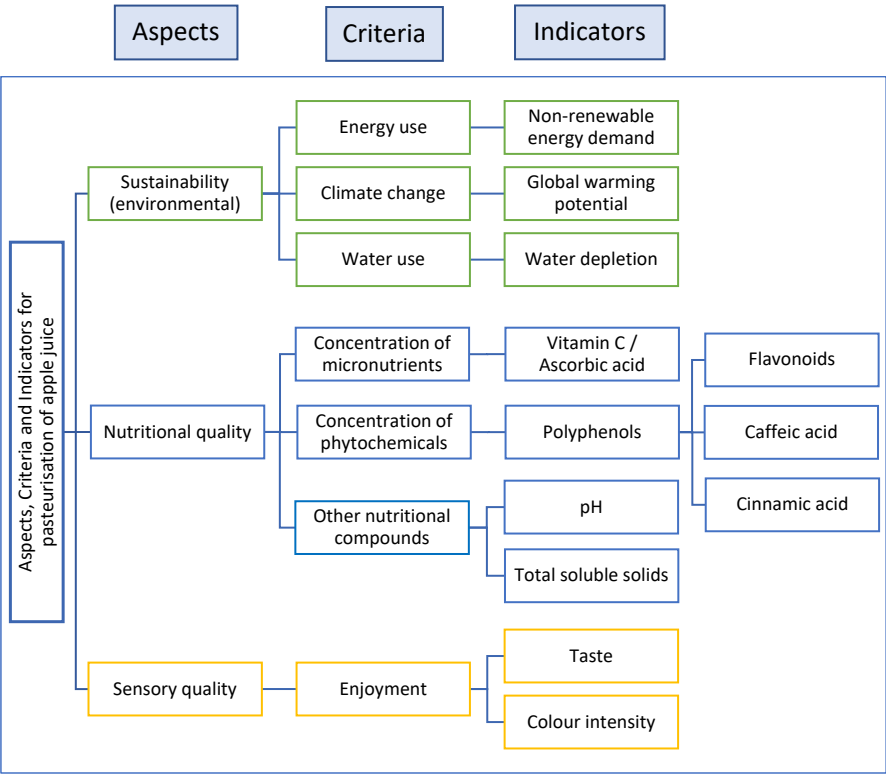 Aspects
Criteria
Indicators
Aspects, Criteria and Indicators for
pasteurisation of apple juice
Sustainability
(environmental)
Energy use
Non-renewable
energy demand
Climate change
Global warming
potential
Water use
Water depletion
Nutritional quality
Concentration of
micronutrients
Vitamin C /
Ascorbic acid
Concentration of
phytochemicals
Polyphenols
Flavonoids
Caffeic acid
Cinnamic acid
Other nutritional
compounds
pH
Total soluble solids
Sensory quality
Enjoyment
Taste
Colour intensity